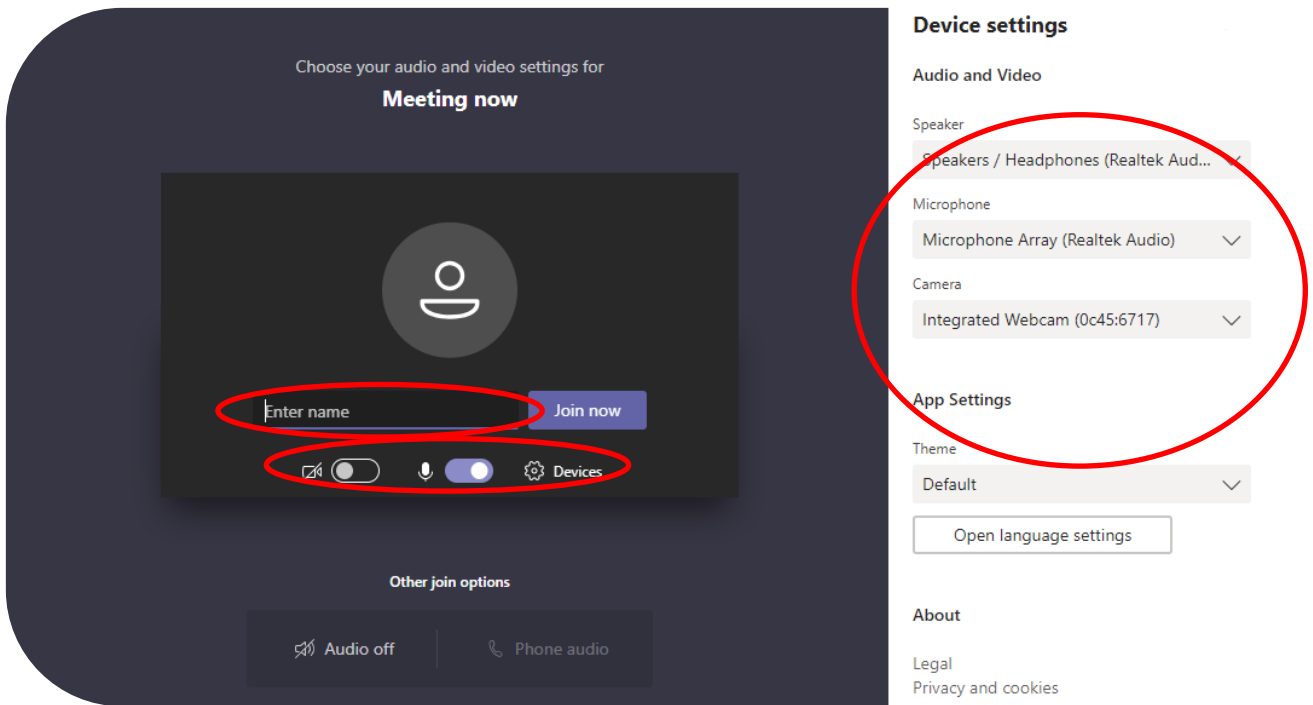 Choose your audio and video settings for
Meeting now
Enter name
Join now
Devices
Other join options
Audio off
Phone audio
Device settings
Audio and Video
Speaker
Speakers / Headphones (Realtek Aud...
Microphone
Microphone Array (Realtek Audio)
Camera
Integrated Webcam (0c45:6717)
App Settings
Theme
Default
Open language settings
About
Legal
Privacy and cookies